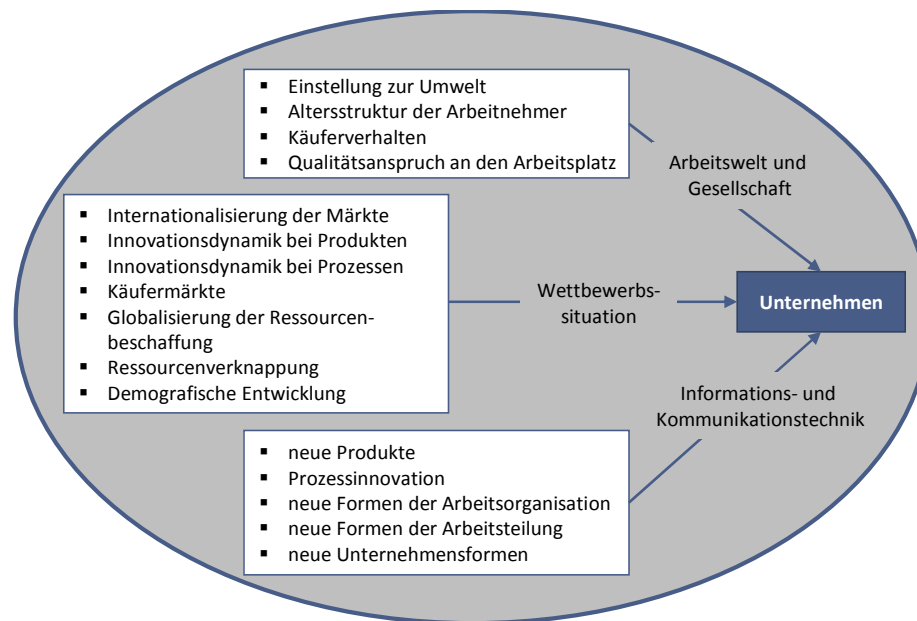 ▪ Einstellung zur Umwelt
▪ Altersstruktur der Arbeitnehmer
▪ Käuferverhalten
▪ Qualitätsanspruch an den Arbeitsplatz
Arbeitswelt und
Gesellschaft
▪ Internationalisierung der Märkte
▪ Innovationsdynamik bei Produkten
▪ Innovationsdynamik bei Prozessen
▪ Käufermärkte
▪ Globalisierung der Ressourcen-
beschaffung
▪ Ressourcenverknappung
▪ Demografische Entwicklung
Wettbewerbs-
situation
Unternehmen
Informations- und
Kommunikationstechnik
▪ neue Produkte
▪ Prozessinnovation
▪ neue Formen der Arbeitsorganisation
▪ neue Formen der Arbeitsteilung
▪ neue Unternehmensformen